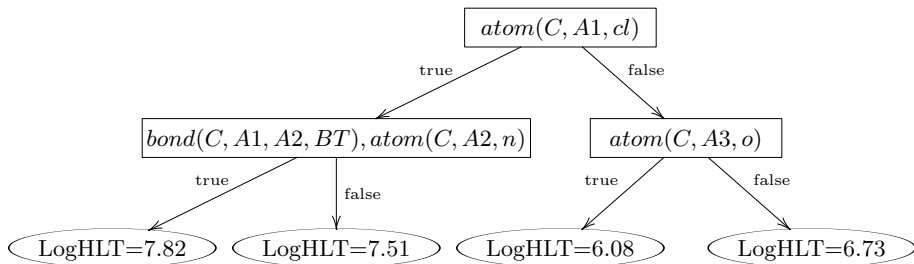 atom(C, A1, cl)
true
false
bond(C, A1, A2, BT), atom(C, A2, n)
atom(C, A3, o)
true
false
true
false
LogHLT=7.82
LogHLT=7.51
LogHLT=6.08
LogHLT=6.73